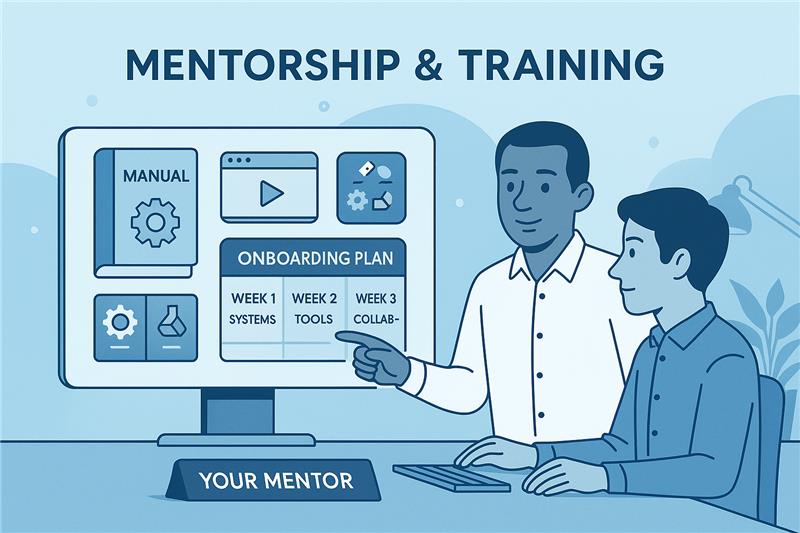 MENTORSHIP & TRAINING
MANUAL
ONBOARDING PLAN
WEEK 1 WEEK 2 WEEK 3
SYSTEMS TOOLS COLLAB-
YOUR MENTOR